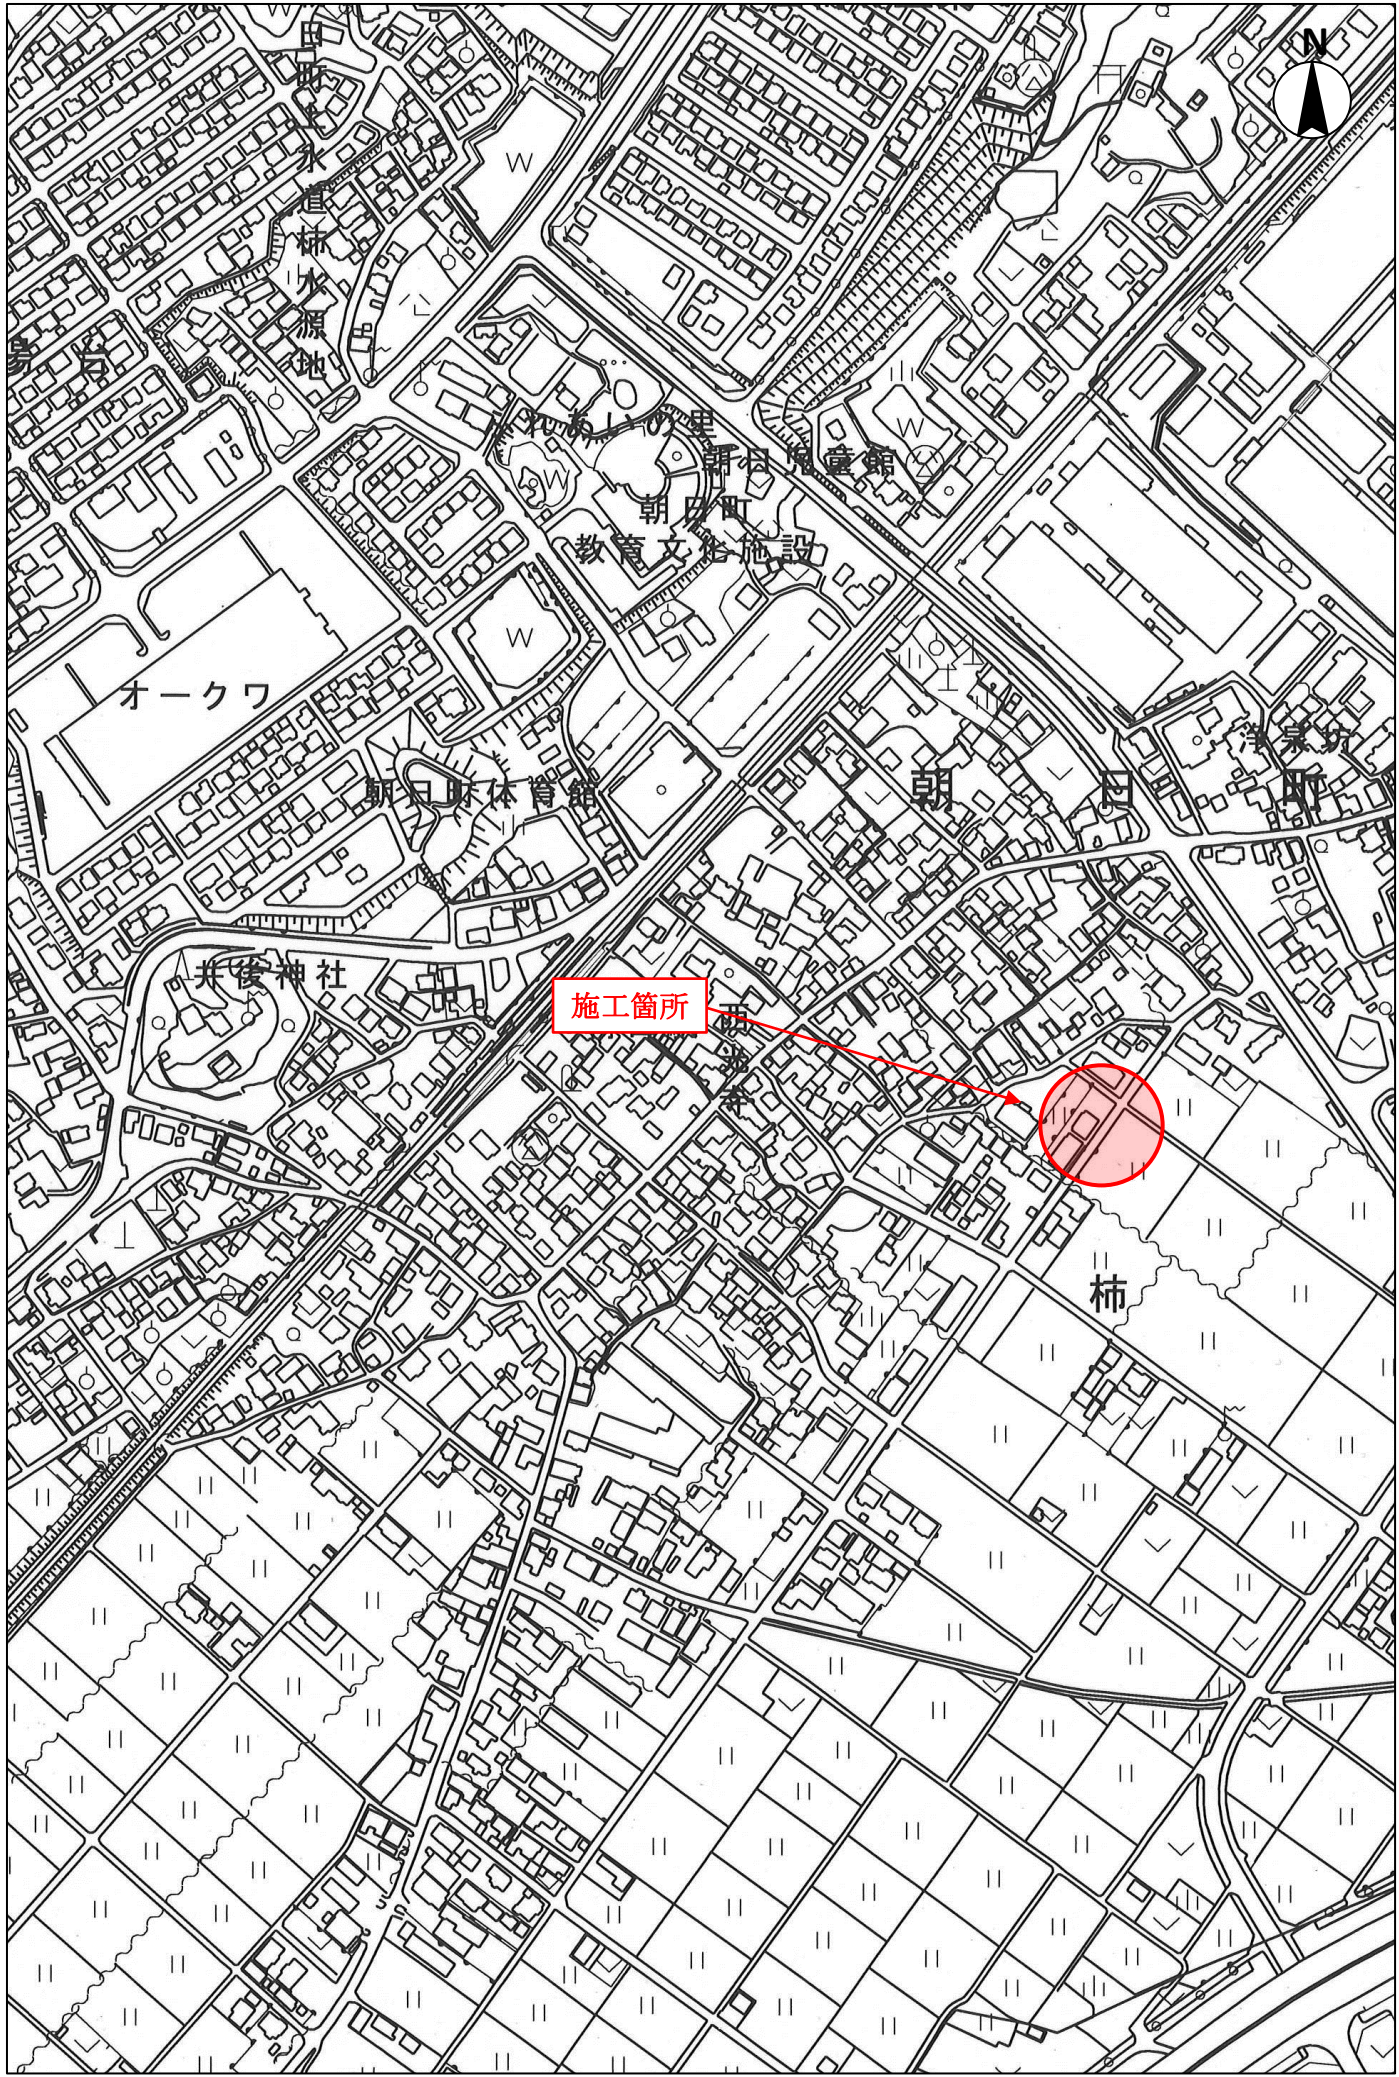 N
田町上水道柿水源地
台
ふれあいの里
朝日児童館
朝日町
教育文化施設
オークワ
浄泉坊
朝日町体育館
朝日町
井後神社
施工箇所
西光寺
柿